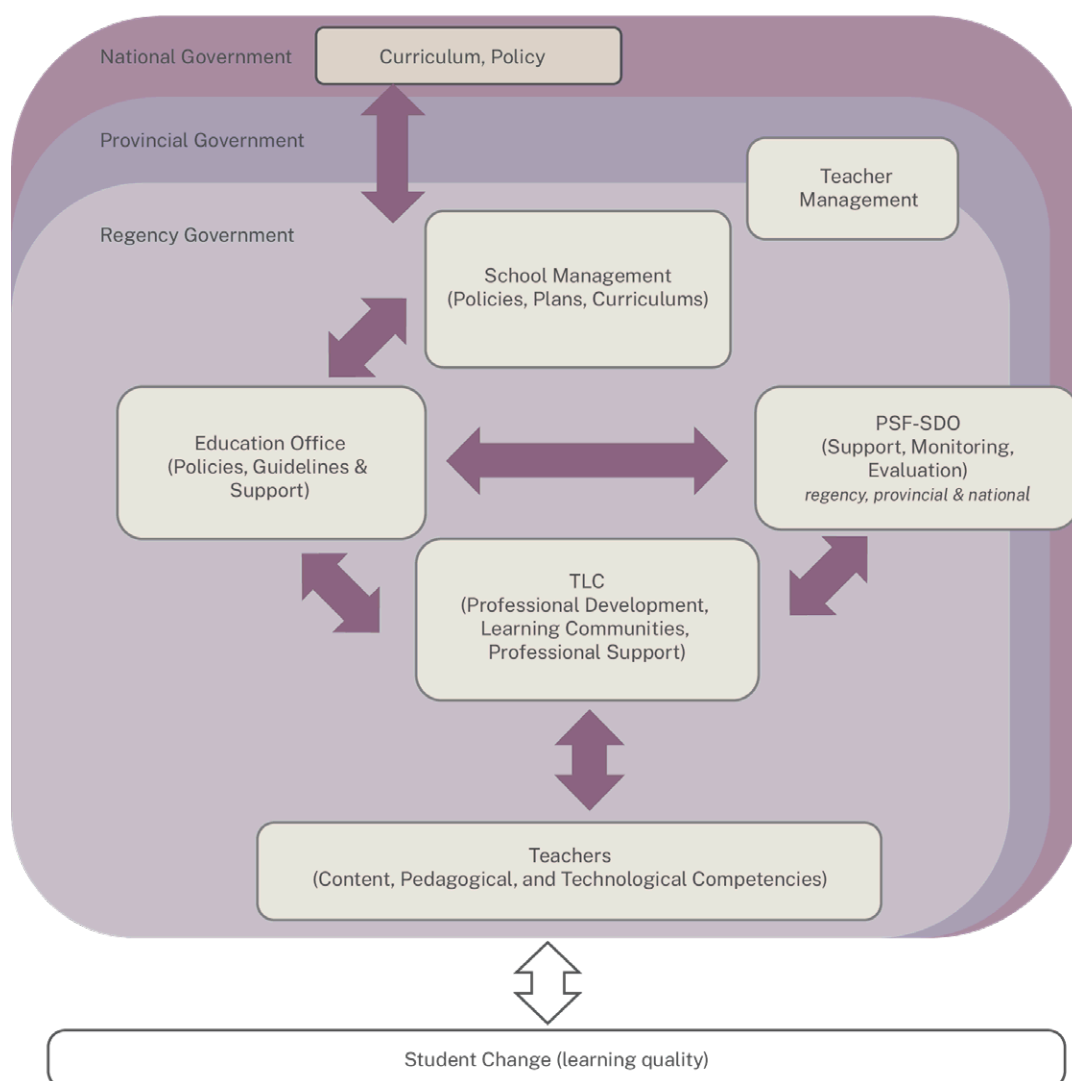 National Government
Curriculum, Policy
Provincial Government
Teacher
Management
Regency Government
School Management
(Policies, Plans, Curriculums)
Education Office
(Policies, Guidelines &
Support)
PSF-SDO
(Support, Monitoring,
Evaluation)
regency, provincial & national
TLC
(Professional Development,
Learning Communities,
Professional Support)
Teachers
(Content, Pedagogical, and Technological Competencies)
Student Change (learning quality)